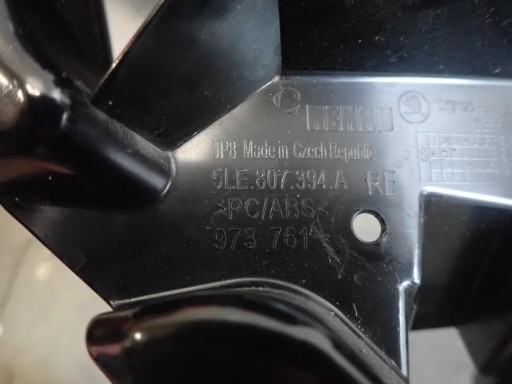 JP8 Made in Czech Republic
5LE.807.394.A RE
>PC/ABS<
973 761